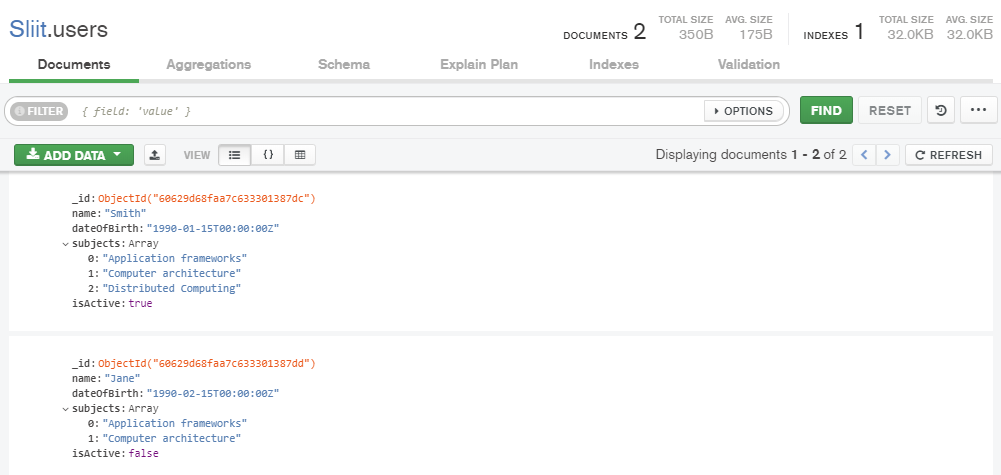 Sliit.users
DOCUMENTS 2 TOTAL SIZE 350B AVG. SIZE 175B INDEXES 1 TOTAL SIZE 32.0KB AVG. SIZE 32.0KB
Documents Aggregations Schema Explain Plan Indexes Validation
FILTER { field: 'value' } OPTIONS FIND RESET ...
ADD DATA VIEW {} Displaying documents 1 - 2 of 2 < > REFRESH
_id: ObjectId("60629d68faa7c633301387dc")
name: "Smith"
dateOfBirth: "1990-01-15T00:00:00Z"
subjects: Array
0: "Application frameworks"
1: "Computer architecture"
2: "Distributed Computing"
isActive: true
_id: ObjectId("60629d68faa7c633301387dd")
name: "Jane"
dateOfBirth: "1990-02-15T00:00:00Z"
subjects: Array
0: "Application frameworks"
1: "Computer architecture"
isActive: false